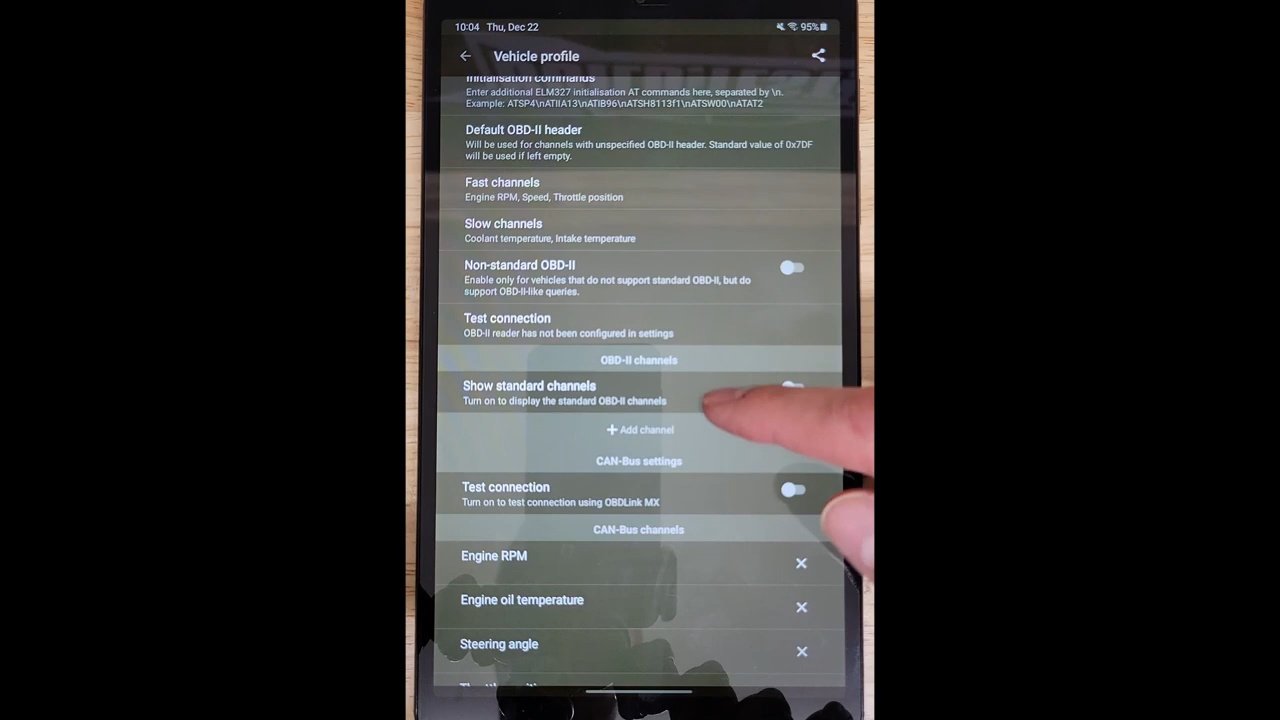 10:04 Thu, Dec 22
95%
Vehicle profile
Initialisation commands
Enter additional ELM327 initialisation AT commands here, separated by \n.
Example: ATSP4\nATIIA13\nATIB96\nATSH8113f1\nATSW00\nATAT2
Default OBD-II header
Will be used for channels with unspecified OBD-II header. Standard value of 0x7DF
will be used if left empty.
Fast channels
Engine RPM, Speed, Throttle position
Slow channels
Coolant temperature, Intake temperature
Non-standard OBD-II
Enable only for vehicles that do not support standard OBD-II, but do
support OBD-II-like queries.
Test connection
OBD-II reader has not been configured in settings
OBD-II channels
Show standard channels
Turn on to display the standard OBD-II channels
+ Add channel
CAN-Bus settings
Test connection
Turn on to test connection using OBDLink MX
CAN-Bus channels
Engine RPM
Engine oil temperature
Steering angle